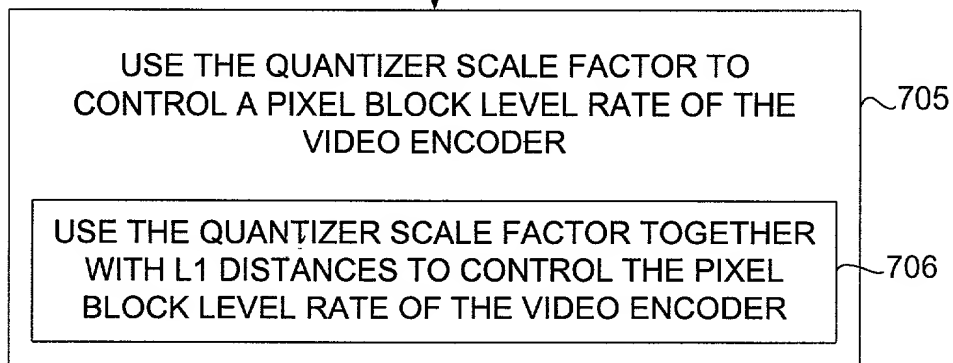 USE THE QUANTIZER SCALE FACTOR TO
CONTROL A PIXEL BLOCK LEVEL RATE OF THE
VIDEO ENCODER
705
USE THE QUANTIZER SCALE FACTOR TOGETHER
WITH L1 DISTANCES TO CONTROL THE PIXEL
BLOCK LEVEL RATE OF THE VIDEO ENCODER
706